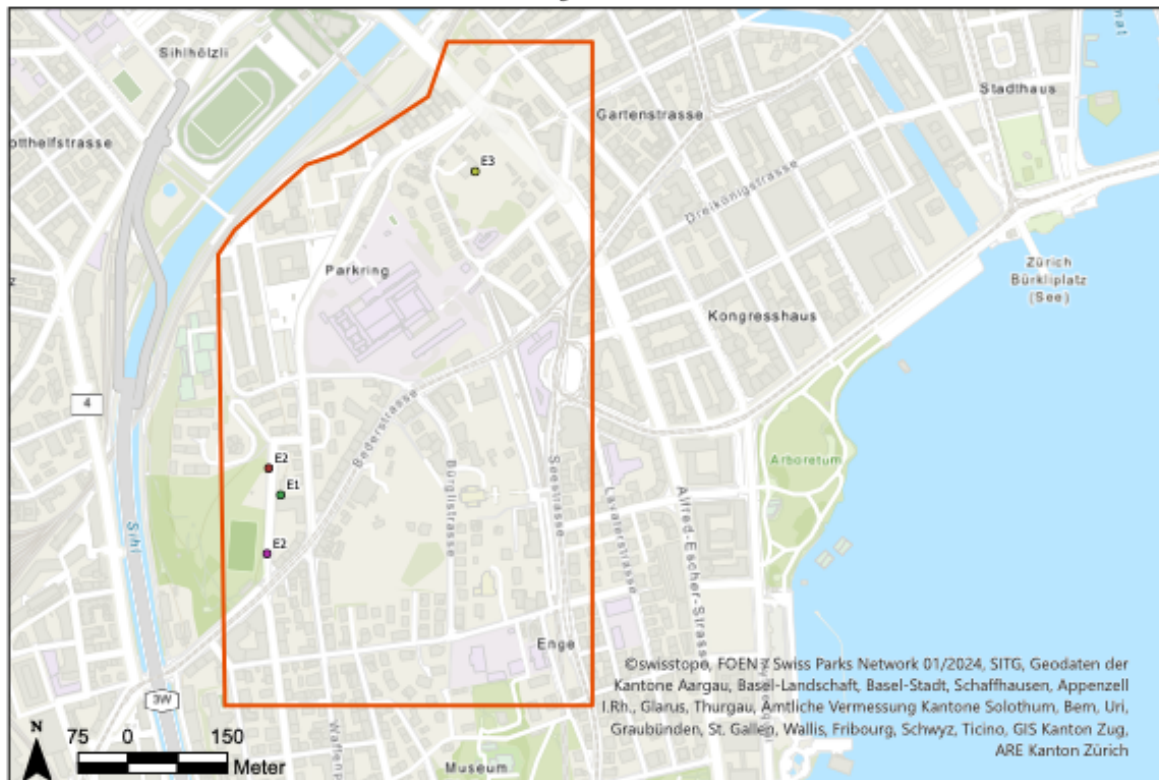 Sihlhölzli
Stadthaus
Gartenstrasse
otthelfstrasse
E3
Dreikönigstrasse
Parkring
Zürich
Bürkliplatz
(See)
z
Kongresshaus
4
Bederstrasse
E2
Arboretum
E1
Bürglistrasse
Seestrasse
Lavaterstrasse
Alfred-Escher-Strass
Sihl
E2
Enge
3W
©swisstopo, FOEN / Swiss Parks Network 01/2024, SITG, Geodaten der
Kantone Aargau, Basel-Landschaft, Basel-Stadt, Schaffhausen, Appenzell
I.Rh., Glarus, Thurgau, Amtliche Vermessung Kantone Solothurn, Bern, Uri,
Graubünden, St. Gallen, Wallis, Fribourg, Schwyz, Ticino, GIS Kanton Zug,
ARE Kanton Zürich
N
75 0 150
Meter
Waffenp
Museum